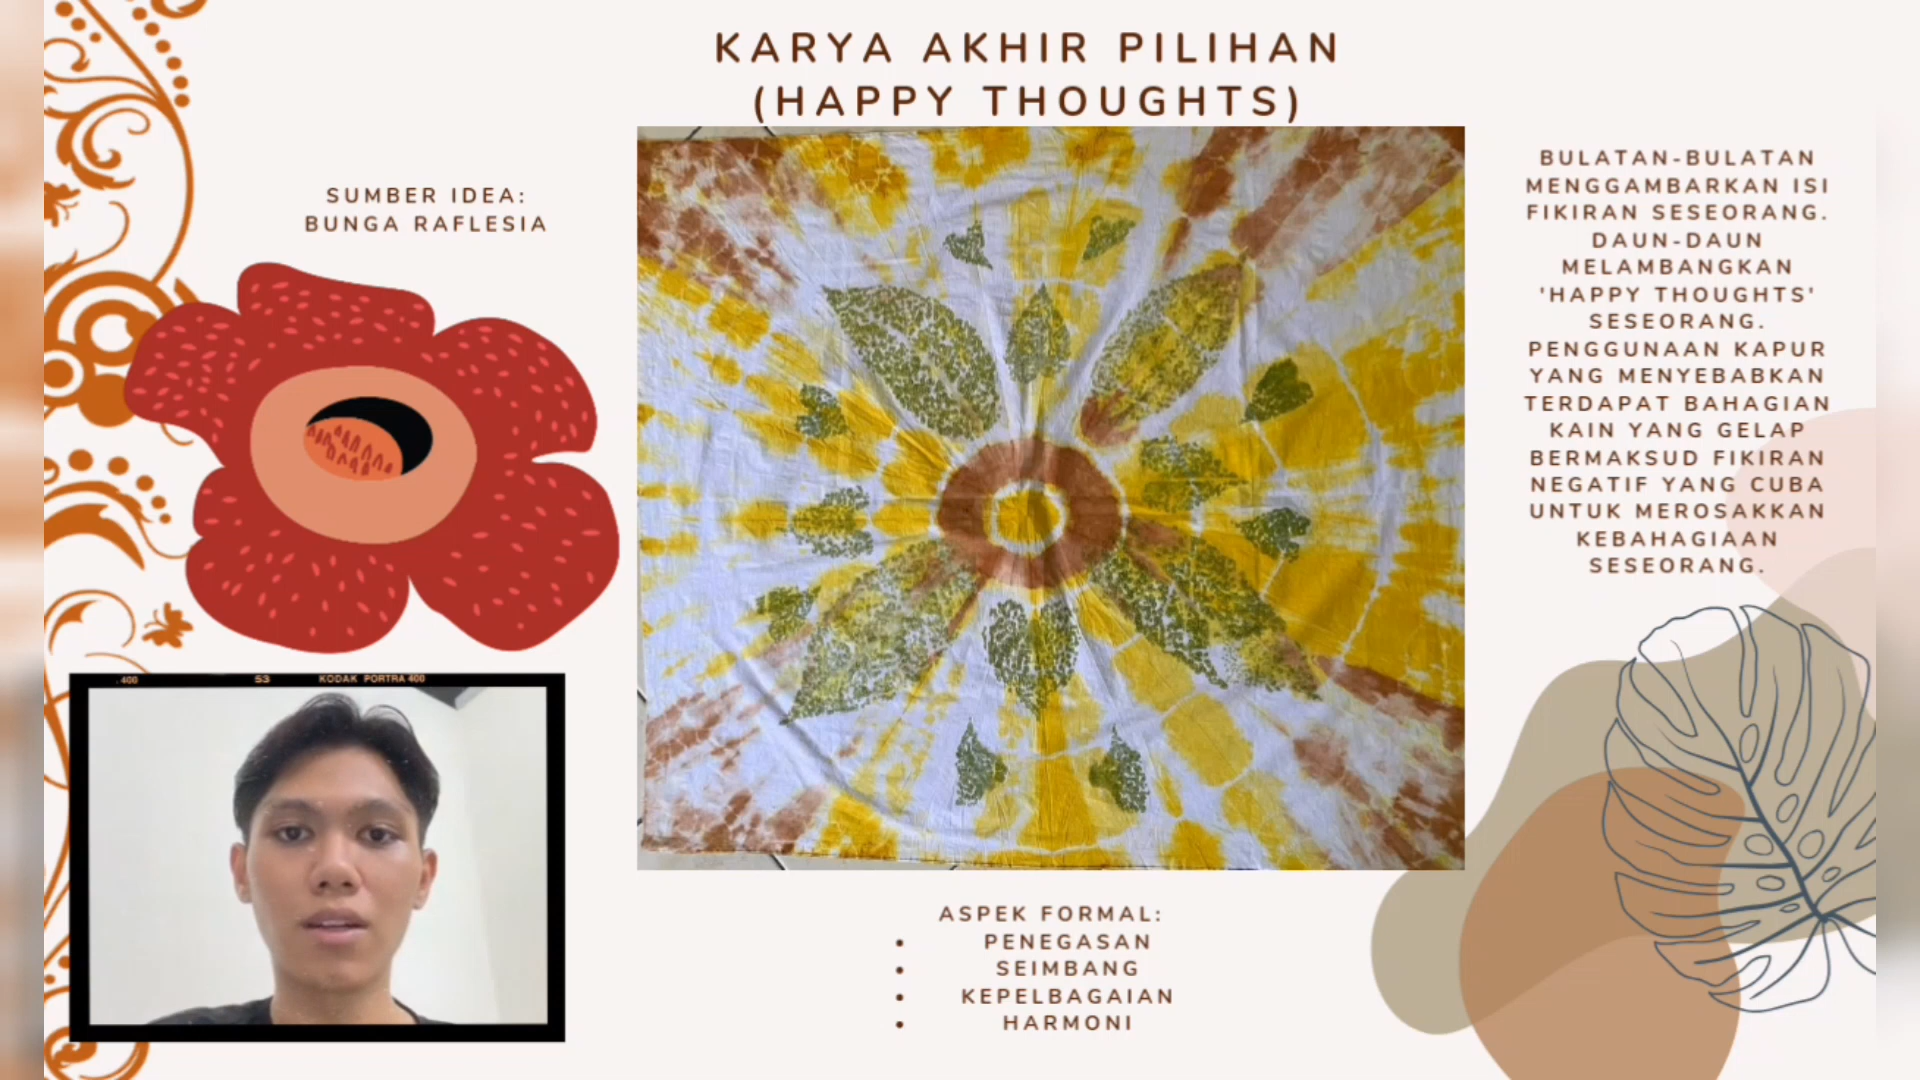 KARYA AKHIR PILIHAN
(HAPPY THOUGHTS)
SUMBER IDEA:
BUNGA RAFLESIA
BULATAN-BULATAN
MENGGAMBARKAN ISI
FIKIRAN SESEORANG.
DAUN-DAUN
MELAMBANGKAN
'HAPPY THOUGHTS'
SESEORANG.
PENGGUNAAN KAPUR
YANG MENYEBABKAN
TERDAPAT BAHAGIAN
KAIN YANG GELAP
BERMAKSUD FIKIRAN
NEGATIF YANG CUBA
UNTUK MEROSAKKAN
KEBAHAGIAAN
SESEORANG.
. 400 53 KODAK PORTRA 400
ASPEK FORMAL:
• PENEGASAN
• SEIMBANG
• KEPELBAGAIAN
• HARMONI